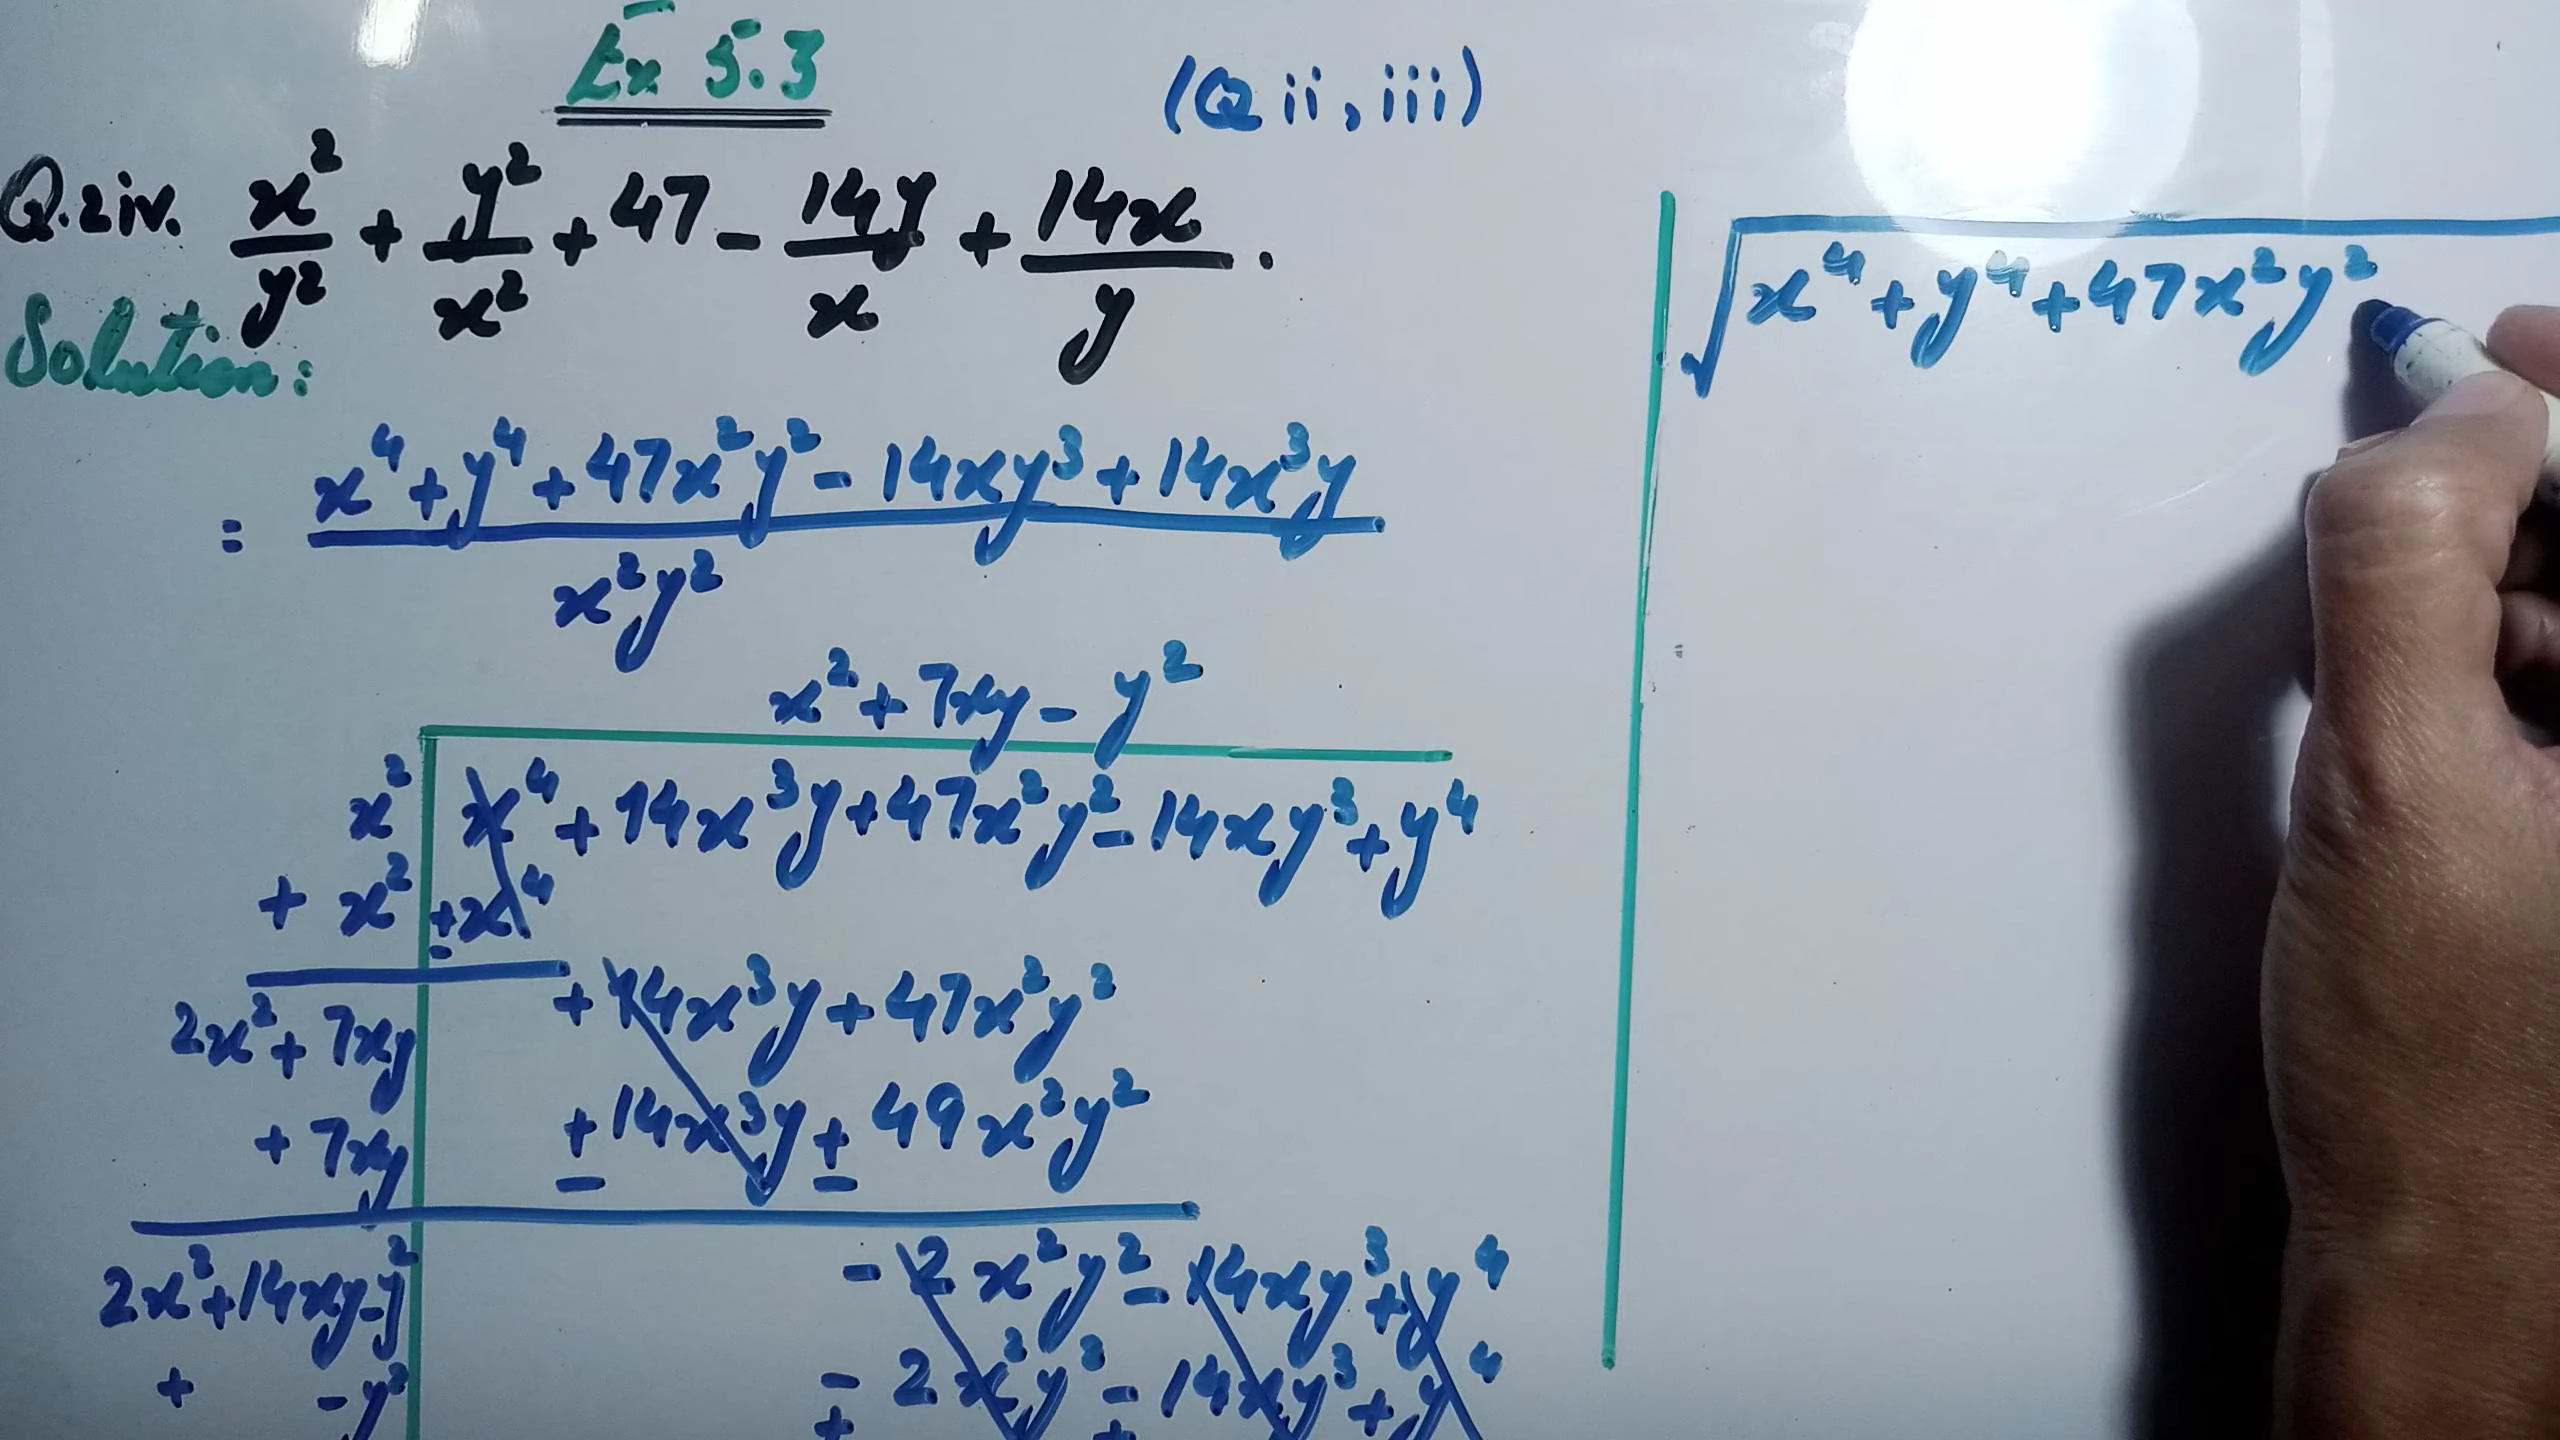 Ex 5.3
(Q ii, iii)
Q.2iv. x²/y² + y²/x² + 47 - 14y/x + 14x/y .
Solution:
= (x⁴ + y⁴ + 47x²y² - 14xy³ + 14x³y) / x²y²
x² + 7xy - y²
x² | x⁴ + 14x³y + 47x²y² - 14xy³ + y⁴
+ x² | ±x⁴
2x² + 7xy | + 14x³y + 47x²y²
+ 7xy | ±14x³y ± 49x²y²
2x² + 14xy - y² | - 2x²y² - 14xy³ + y⁴
+ - y² | - 2x²y² - 14xy³ + y⁴
+ +
√x⁴ + y⁴ + 47x²y²